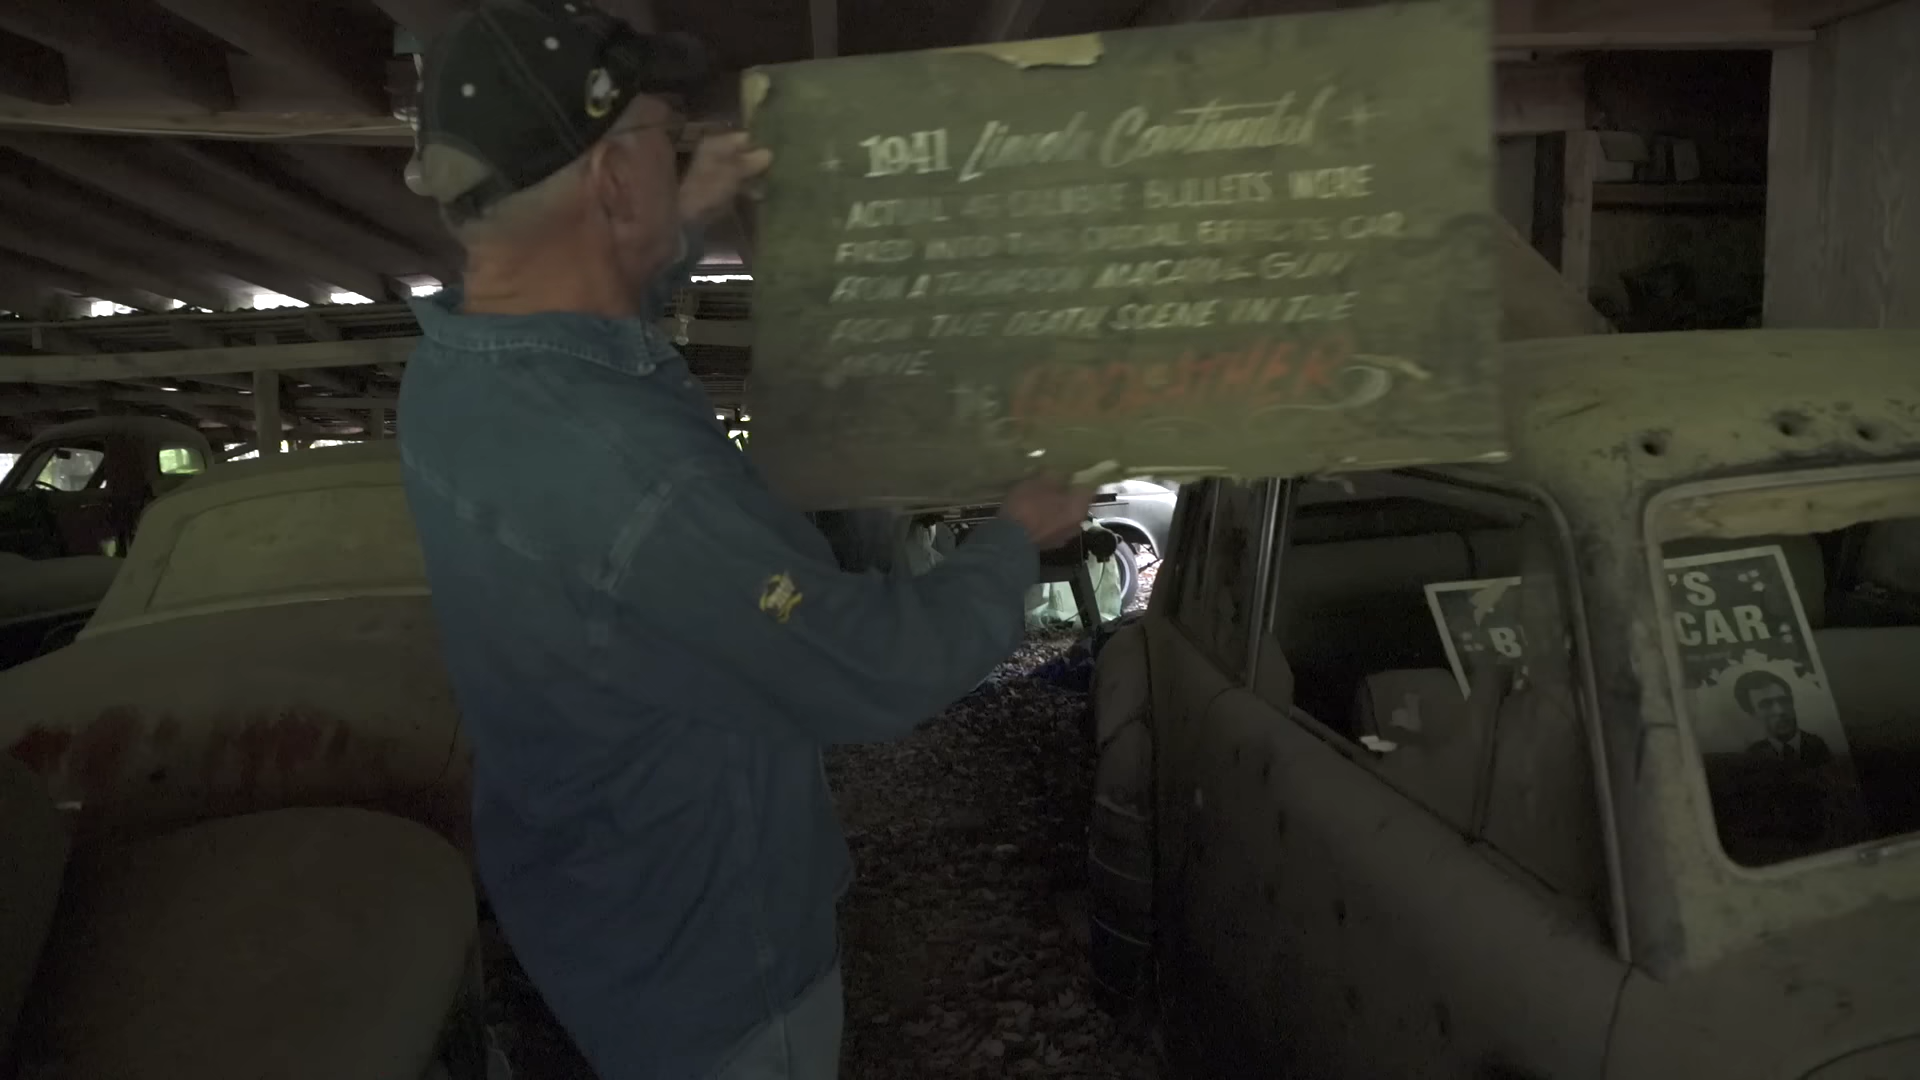 1941 Lincoln Continental
ACTUAL 45 CALIBRE BULLETS WERE
FIRED INTO THIS SPECIAL EFFECTS CAR
FROM A THOMPSON MACHINE GUN
FROM THE DEATH SCENE IN THE
MOVIE
The GODFATHER
B
'S
CAR